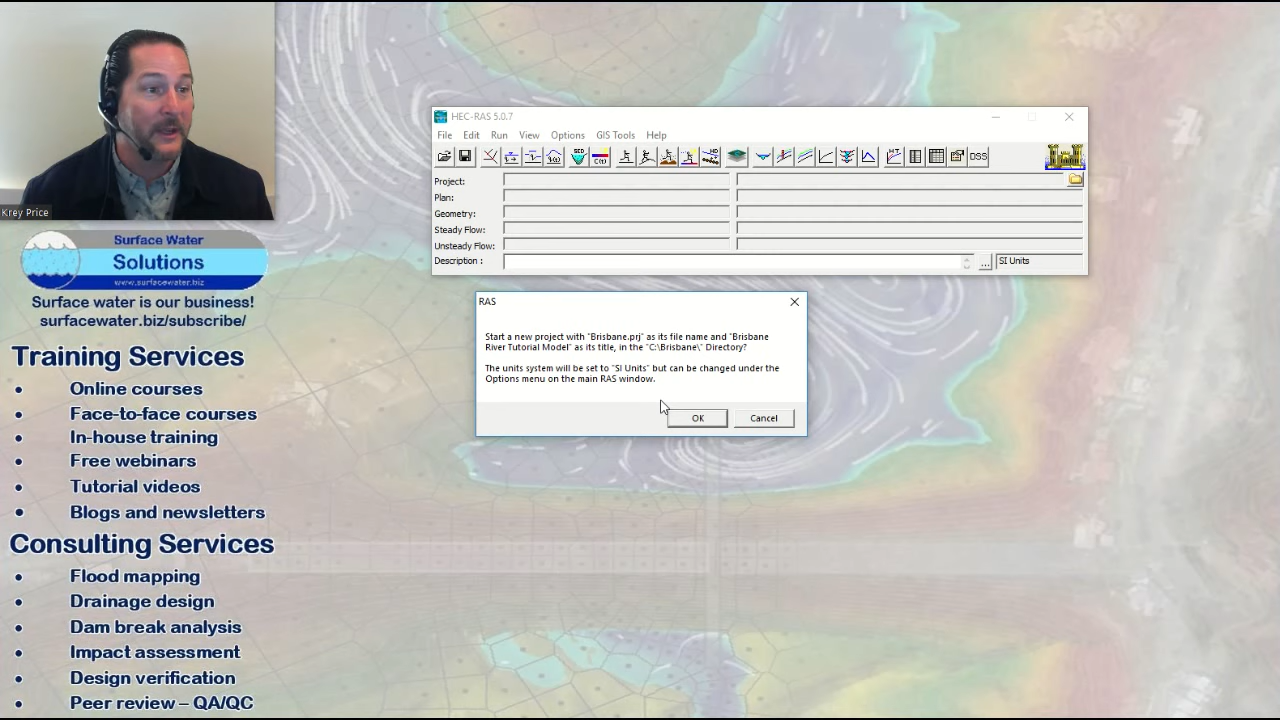 Krey Price
Surface Water
Solutions
www.surfacewater.biz
Surface water is our business!
surfacewater.biz/subscribe/
Training Services
• Online courses
• Face-to-face courses
• In-house training
• Free webinars
• Tutorial videos
• Blogs and newsletters
Consulting Services
• Flood mapping
• Drainage design
• Dam break analysis
• Impact assessment
• Design verification
• Peer review – QA/QC
HEC-RAS 5.0.7
File Edit Run View Options GIS Tools Help
DSS
Project:
Plan:
Geometry:
Steady Flow:
Unsteady Flow:
Description : ... SI Units
RAS
Start a new project with "Brisbane.prj" as its file name and "Brisbane
River Tutorial Model" as its title, in the "C:\Brisbane\" Directory?
The units system will be set to "SI Units" but can be changed under the
Options menu on the main RAS window.
OK Cancel